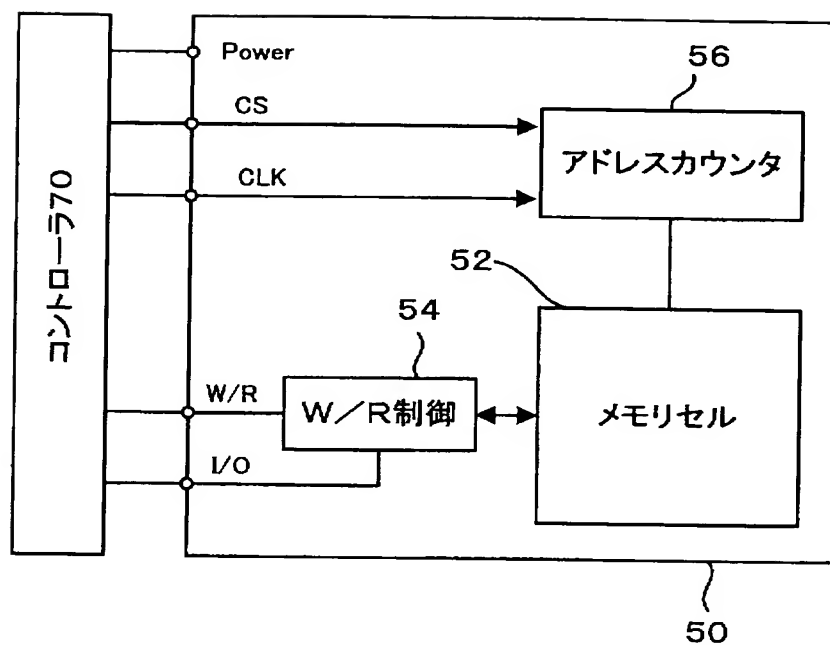 コントローラ70
Power
CS
CLK
56
アドレスカウンタ
52
メモリセル
54
W/R
W／R制御
I/O
50